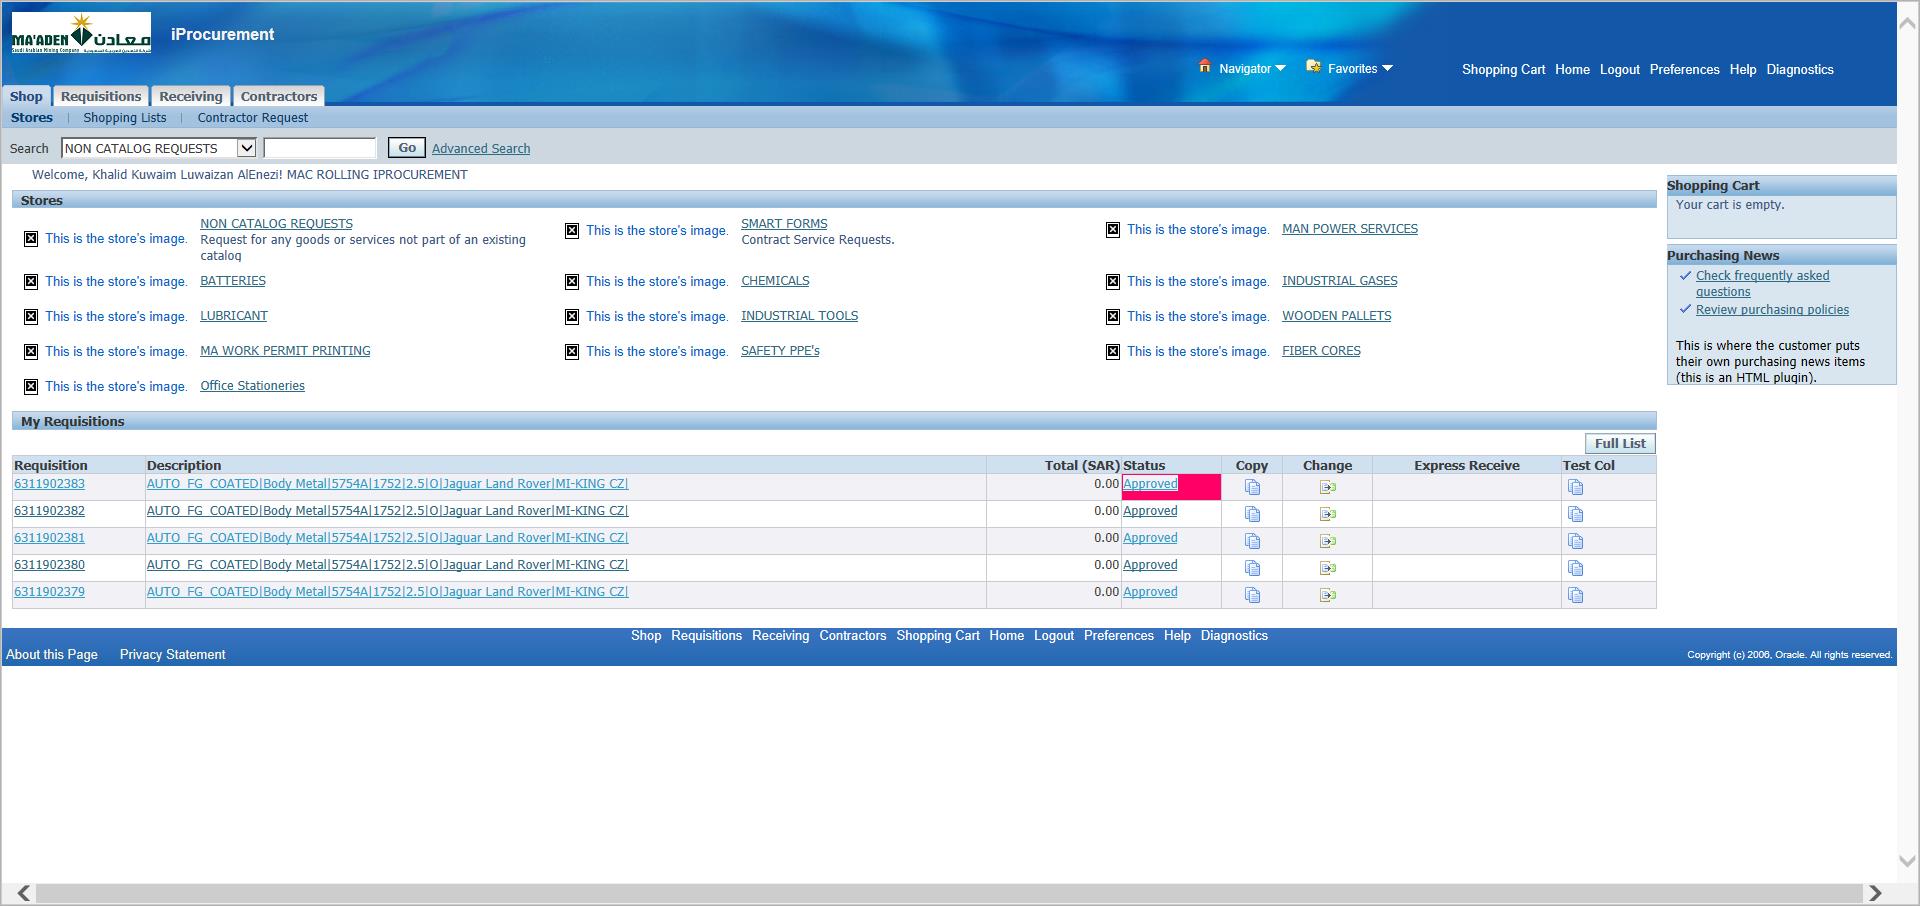 MA'ADEN معادن
Saudi Arabian Mining Company
iProcurement
Navigator Favorites Shopping Cart Home Logout Preferences Help Diagnostics
Shop Requisitions Receiving Contractors
Stores | Shopping Lists | Contractor Request
Search NON CATALOG REQUESTS Go Advanced Search
Welcome, Khalid Kuwaim Luwaizan AlEnezi! MAC ROLLING IPROCUREMENT
Stores
This is the store's image. NON CATALOG REQUESTS
Request for any goods or services not part of an existing
catalog
This is the store's image. SMART FORMS
Contract Service Requests.
This is the store's image. MAN POWER SERVICES
This is the store's image. BATTERIES This is the store's image. CHEMICALS This is the store's image. INDUSTRIAL GASES
This is the store's image. LUBRICANT This is the store's image. INDUSTRIAL TOOLS This is the store's image. WOODEN PALLETS
This is the store's image. MA WORK PERMIT PRINTING This is the store's image. SAFETY PPE's This is the store's image. FIBER CORES
This is the store's image. Office Stationeries
Shopping Cart
Your cart is empty.
Purchasing News
Check frequently asked
questions
Review purchasing policies
This is where the customer puts
their own purchasing news items
(this is an HTML plugin).
My Requisitions
Full List
Requisition Description Total (SAR) Status Copy Change Express Receive Test Col
6311902383 AUTO_FG_COATED|Body Metal|5754A|1752|2.5|O|Jaguar Land Rover|MI-KING CZ| 0.00 Approved
6311902382 AUTO_FG_COATED|Body Metal|5754A|1752|2.5|O|Jaguar Land Rover|MI-KING CZ| 0.00 Approved
6311902381 AUTO_FG_COATED|Body Metal|5754A|1752|2.5|O|Jaguar Land Rover|MI-KING CZ| 0.00 Approved
6311902380 AUTO_FG_COATED|Body Metal|5754A|1752|2.5|O|Jaguar Land Rover|MI-KING CZ| 0.00 Approved
6311902379 AUTO_FG_COATED|Body Metal|5754A|1752|2.5|O|Jaguar Land Rover|MI-KING CZ| 0.00 Approved
Shop Requisitions Receiving Contractors Shopping Cart Home Logout Preferences Help Diagnostics
About this Page Privacy Statement
Copyright (c) 2006, Oracle. All rights reserved.